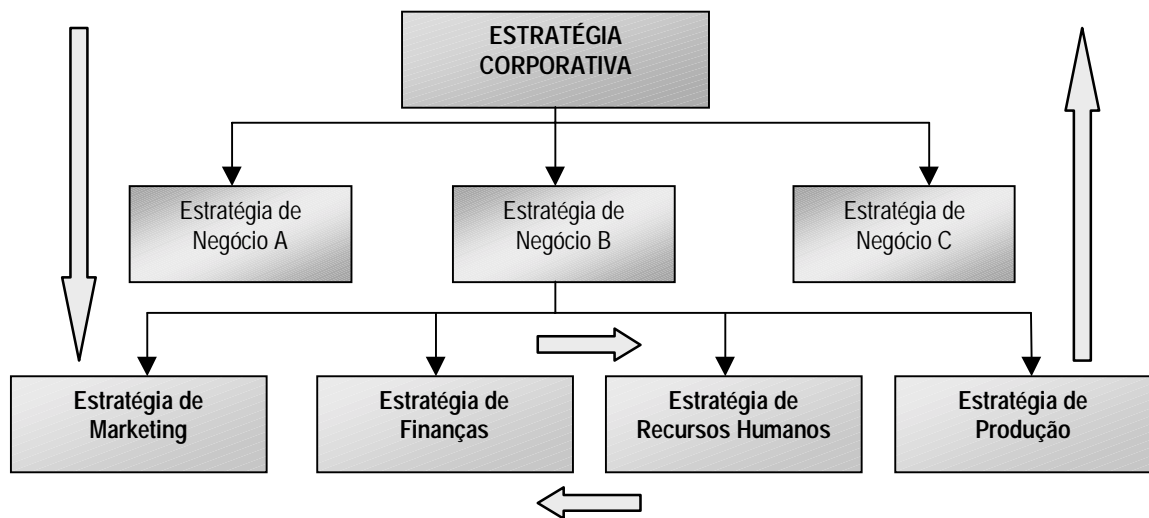 ESTRATÉGIA
CORPORATIVA
Estratégia de
Negócio A
Estratégia de
Negócio B
Estratégia de
Negócio C
Estratégia de
Marketing
Estratégia de
Finanças
Estratégia de
Recursos Humanos
Estratégia de
Produção